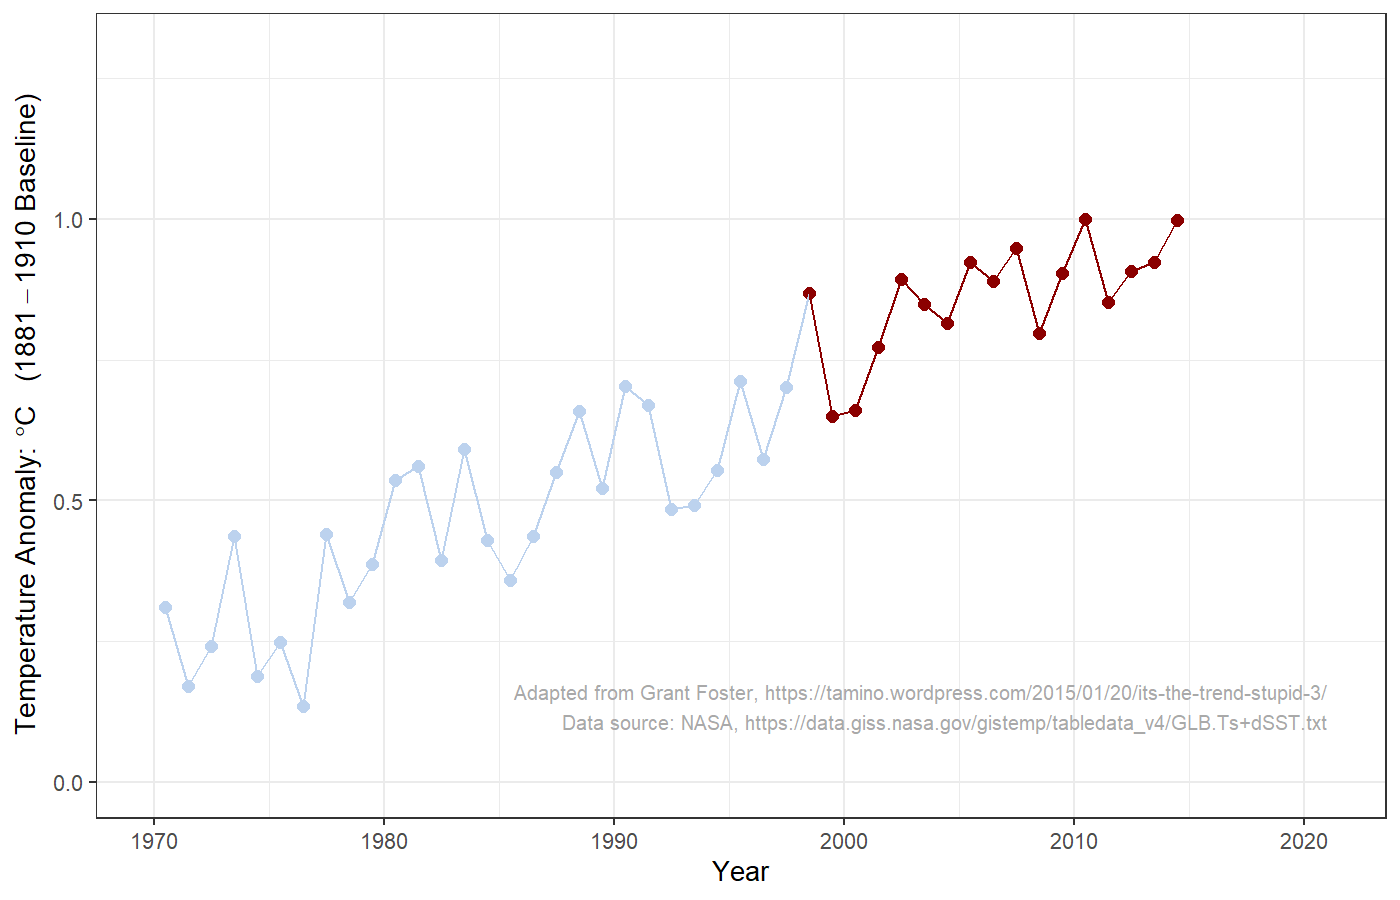 Temperature Anomaly: °C (1881 – 1910 Baseline)
1.0
0.5
0.0
Adapted from Grant Foster, https://tamino.wordpress.com/2015/01/20/its-the-trend-stupid-3/
Data source: NASA, https://data.giss.nasa.gov/gistemp/tabledata_v4/GLB.Ts+dSST.txt
1970 1980 1990 2000 2010 2020
Year